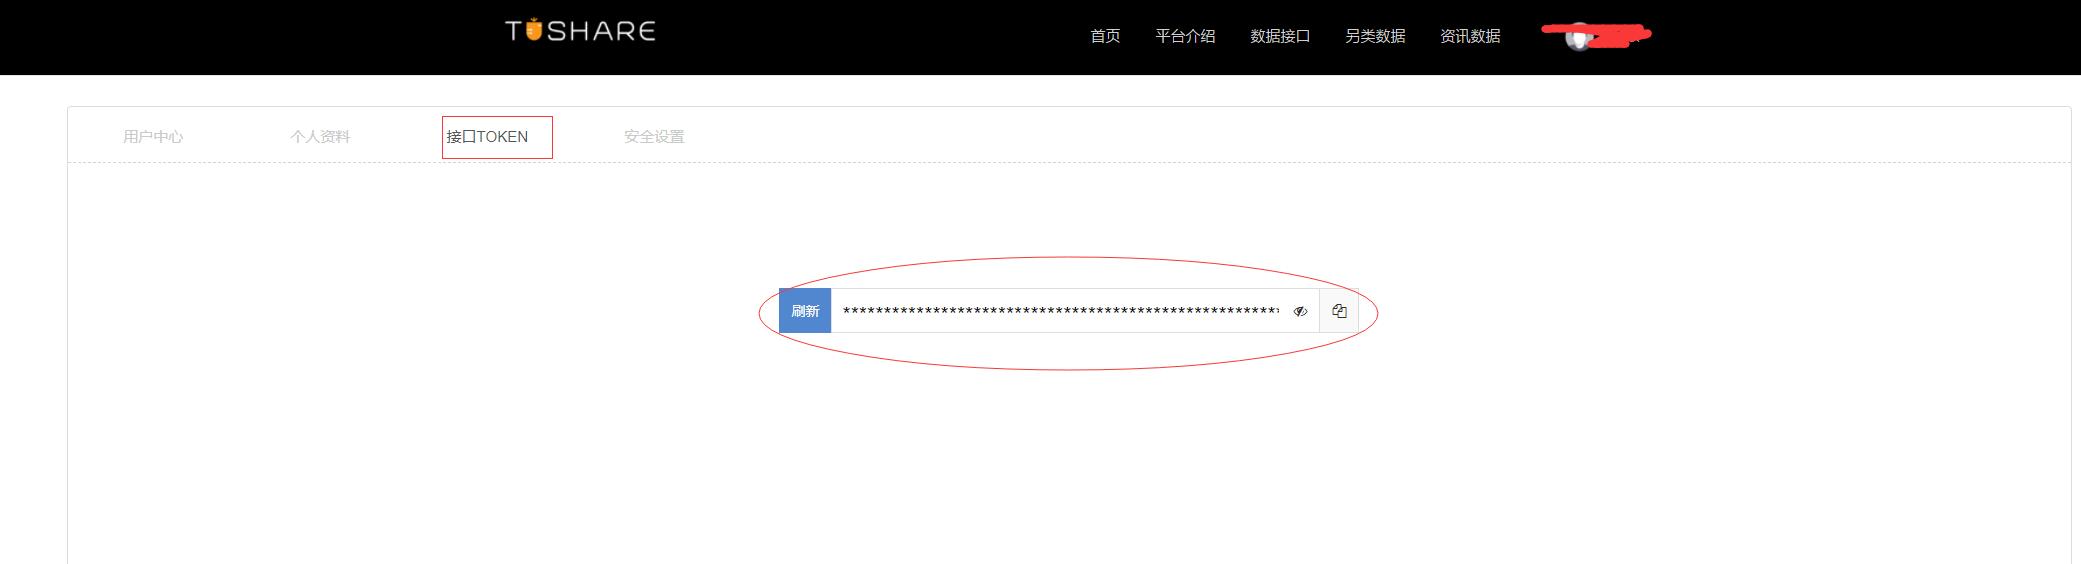 TUSHARE
首页 平台介绍 数据接口 另类数据 资讯数据
用户中心 个人资料 接口TOKEN 安全设置
刷新 ******************************************************